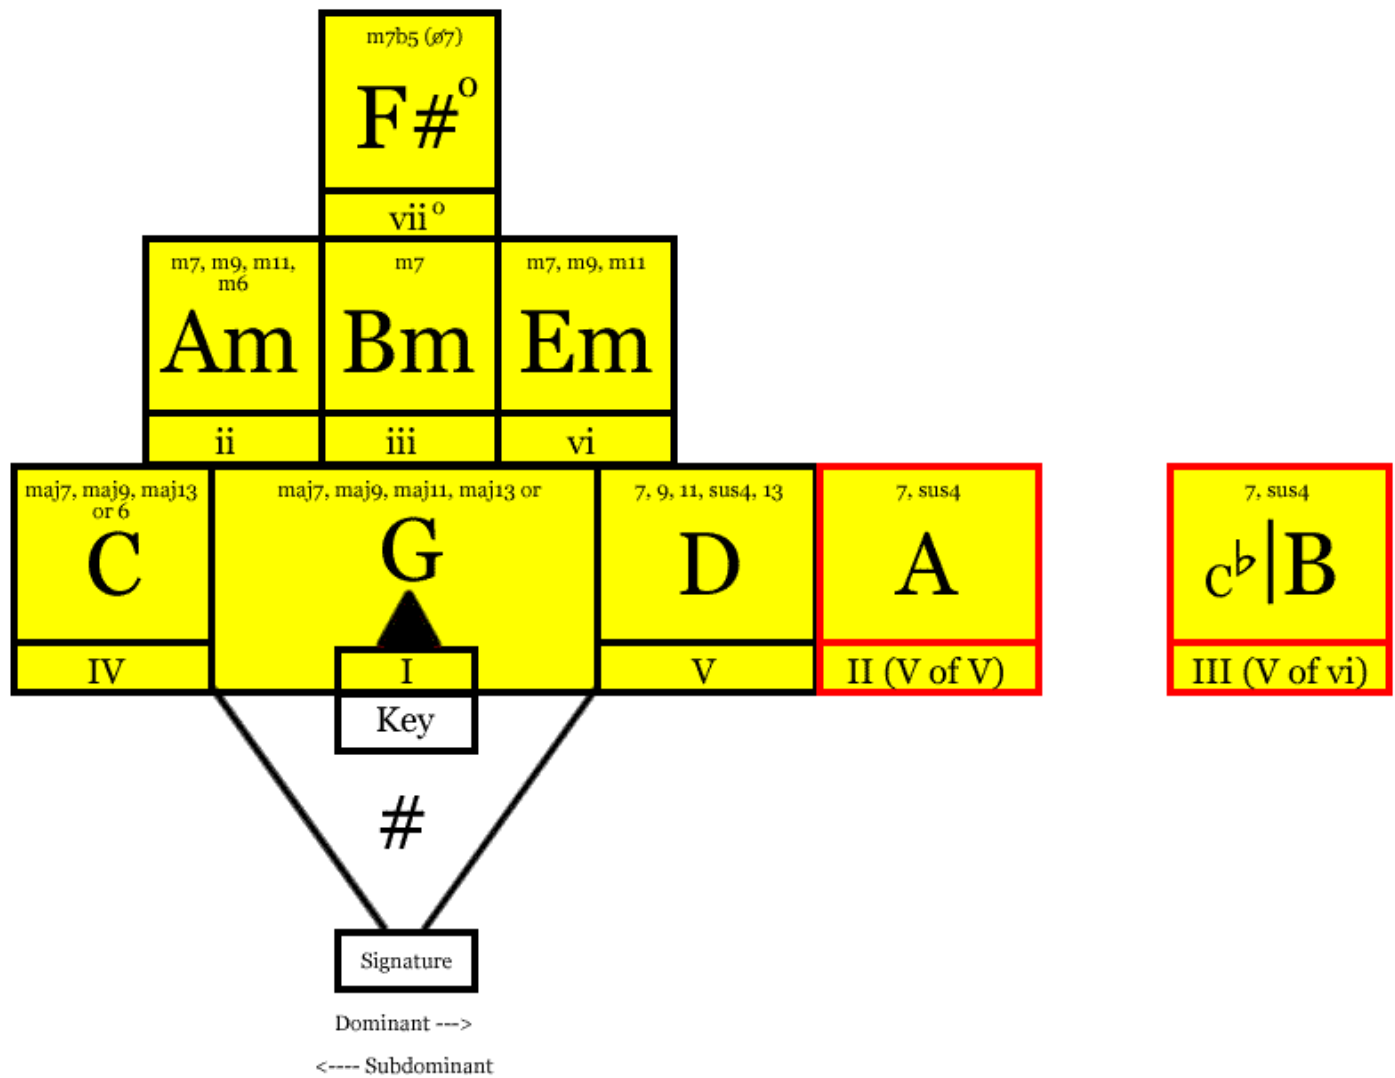 m7b5 (ø7)
F#o
vii o
m7, m9, m11,
m6
m7
m7, m9, m11
Am
Bm
Em
ii
iii
vi
maj7, maj9, maj13
or 6
maj7, maj9, maj11, maj13 or
7, 9, 11, sus4, 13
7, sus4
7, sus4
C
G
D
A
C♭|B
IV
I
V
II (V of V)
III (V of vi)
Key
#
Signature
Dominant --->
<---- Subdominant